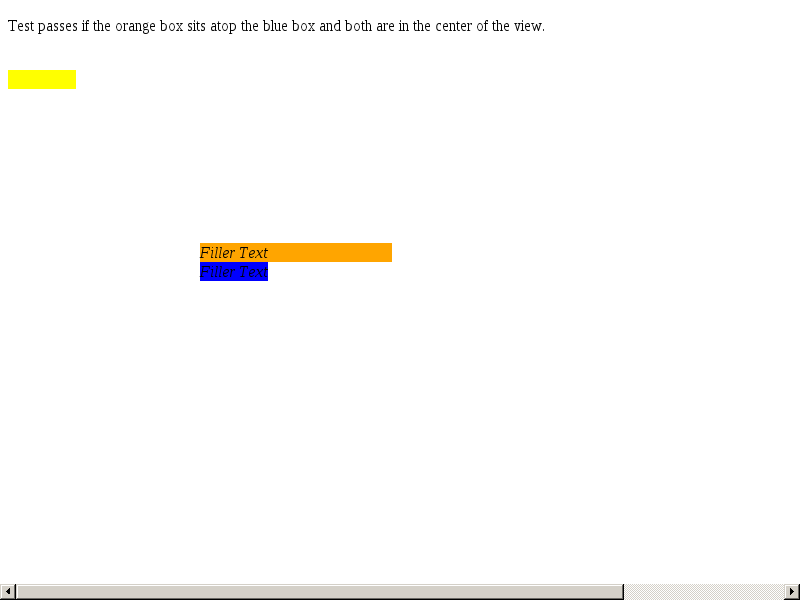 Test passes if the orange box sits atop the blue box and both are in the center of the view.
Filler Text
Filler Text